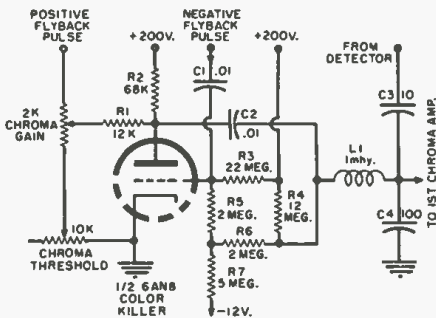 POSITIVE
FLYBACK
PULSE
+200V.
NEGATIVE
FLYBACK
PULSE
+200V.
FROM
DETECTOR
R2
68K
C1 .01
C2
.01
C3 10
2K
CHROMA
GAIN
R1
12K
R3
22 MEG.
R4
12
MEG.
L1
1mhy.
TO 1ST CHROMA AMP.
R5
2 MEG.
R6
2 MEG.
C4 100
10K
CHROMA
THRESHOLD
1/2 6AN8
COLOR
KILLER
R7
5 MEG.
-12V.